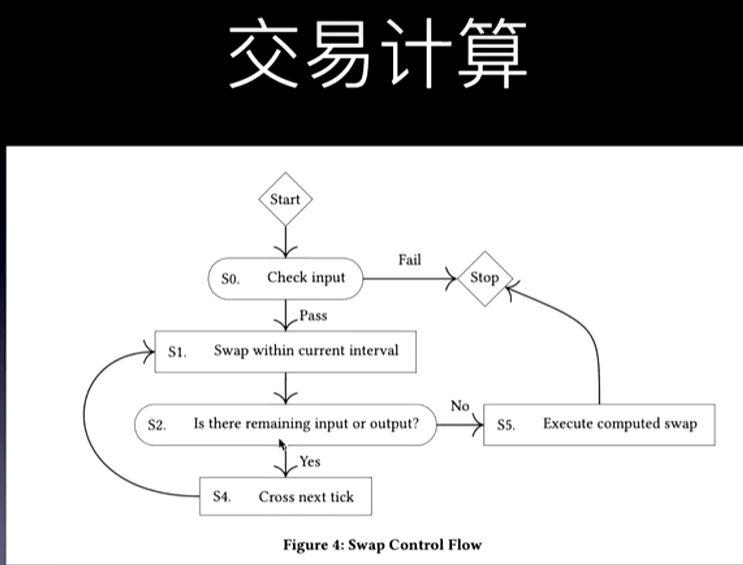 交易计算
Start
S0. Check input
Fail
Stop
Pass
S1. Swap within current interval
S2. Is there remaining input or output?
No
S5. Execute computed swap
Yes
S4. Cross next tick
Figure 4: Swap Control Flow